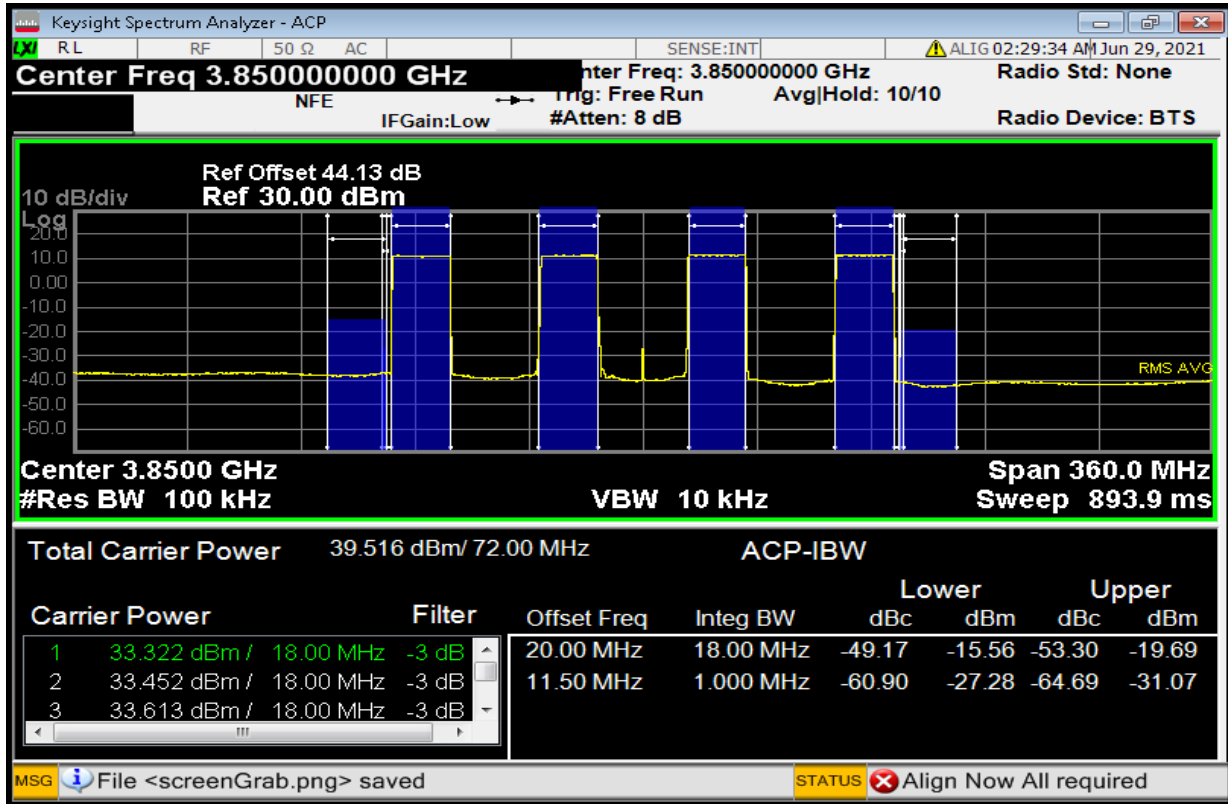 Keysight Spectrum Analyzer - ACP
LXI RL RF 50 Ω AC SENSE:INT ALIG 02:29:34 AM Jun 29, 2021
Center Freq 3.850000000 GHz nter Freq: 3.850000000 GHz Radio Std: None
NFE Trig: Free Run Avg|Hold: 10/10
IFGain:Low #Atten: 8 dB Radio Device: BTS
Ref Offset 44.13 dB
10 dB/div Ref 30.00 dBm
Log
20.0
10.0
0.00
-10.0
-20.0
-30.0
RMS AVG
-40.0
-50.0
-60.0
Center 3.8500 GHz Span 360.0 MHz
#Res BW 100 kHz VBW 10 kHz Sweep 893.9 ms
Total Carrier Power 39.516 dBm/ 72.00 MHz ACP-IBW
Lower Upper
Carrier Power Filter Offset Freq Integ BW dBc dBm dBc dBm
1 33.322 dBm / 18.00 MHz -3 dB 20.00 MHz 18.00 MHz -49.17 -15.56 -53.30 -19.69
2 33.452 dBm / 18.00 MHz -3 dB 11.50 MHz 1.000 MHz -60.90 -27.28 -64.69 -31.07
3 33.613 dBm / 18.00 MHz -3 dB
MSG File <screenGrab.png> saved STATUS Align Now All required